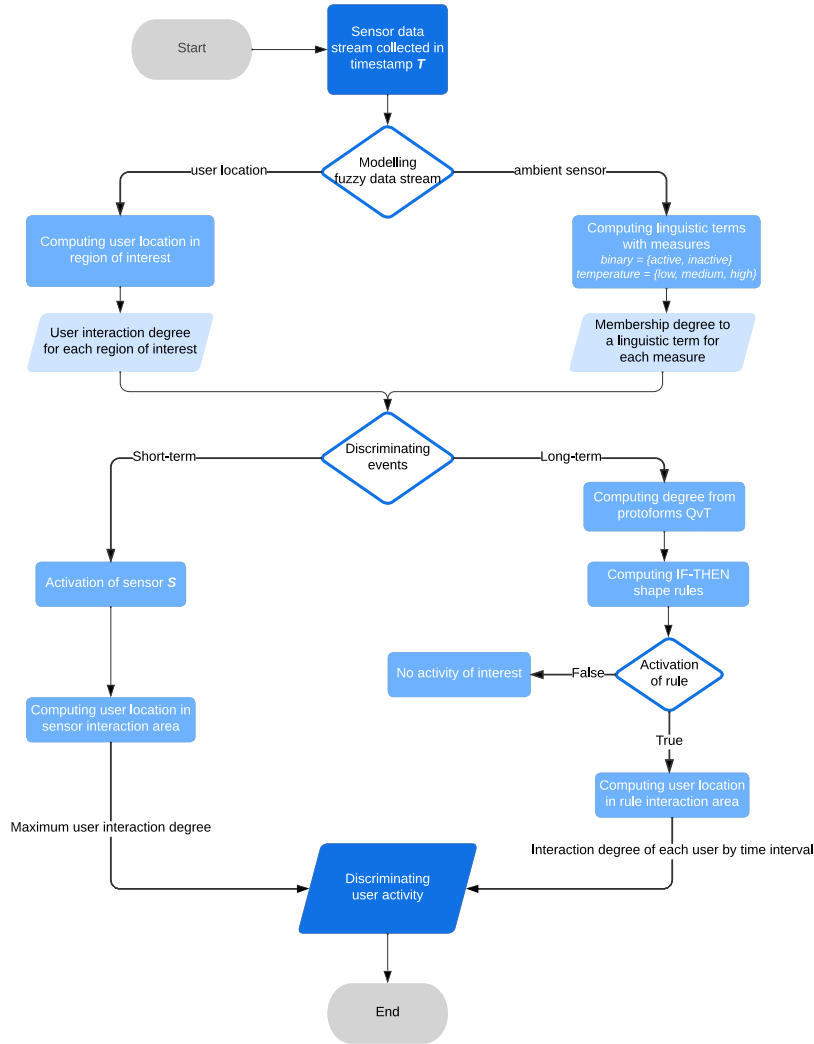 Start
Sensor data
stream collected in
timestamp T
Modelling
fuzzy data stream
user location
ambient sensor
Computing user location in
region of interest
Computing linguistic terms
with measures
binary = {active, inactive}
temperature = {low, medium, high}
User interaction degree
for each region of interest
Membership degree to
a linguistic term for
each measure
Discriminating
events
Short-term
Long-term
Computing degree from
protoforms QvT
Activation of sensor S
Computing IF-THEN
shape rules
Activation
of rule
False
No activity of interest
True
Computing user location in
sensor interaction area
Computing user location
in rule interaction area
Maximum user interaction degree
Interaction degree of each user by time interval
Discriminating
user activity
End